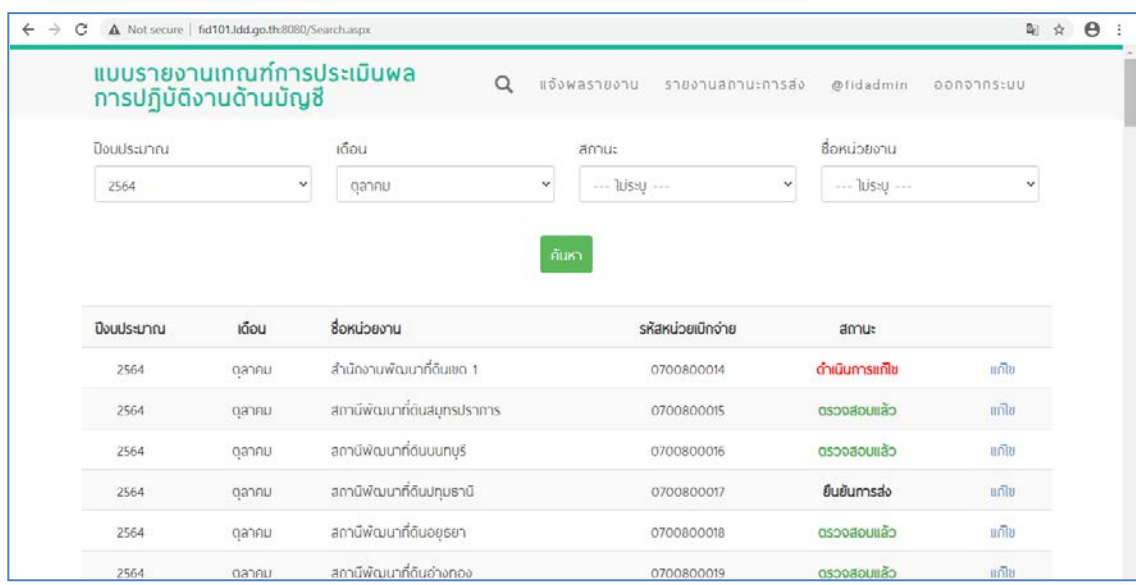 Not secure | fid101.ldd.go.th:8080/Search.aspx
แบบรายงานเกณฑ์การประเมินผล
การปฏิบัติงานด้านบัญชี
แจ้งผลรายงาน รายงานสถานะการส่ง @fidadmin ออกจากระบบ
ปีงบประมาณ เดือน สถานะ ชื่อหน่วยงาน
2564 ตุลาคม --- ไม่ระบุ --- --- ไม่ระบุ ---
ค้นหา
ปีงบประมาณ เดือน ชื่อหน่วยงาน รหัสหน่วยเบิกจ่าย สถานะ
2564 ตุลาคม สำนักงานพัฒนาที่ดินเขต 1 0700800014 ดำเนินการแก้ไข แก้ไข
2564 ตุลาคม สถานีพัฒนาที่ดินสมุทรปราการ 0700800015 ตรวจสอบแล้ว แก้ไข
2564 ตุลาคม สถานีพัฒนาที่ดินนนทบุรี 0700800016 ตรวจสอบแล้ว แก้ไข
2564 ตุลาคม สถานีพัฒนาที่ดินปทุมธานี 0700800017 ยืนยันการส่ง แก้ไข
2564 ตุลาคม สถานีพัฒนาที่ดินอยุธยา 0700800018 ตรวจสอบแล้ว แก้ไข
2564 ตุลาคม สถานีพัฒนาที่ดินอ่างทอง 0700800019 ตรวจสอบแล้ว แก้ไข